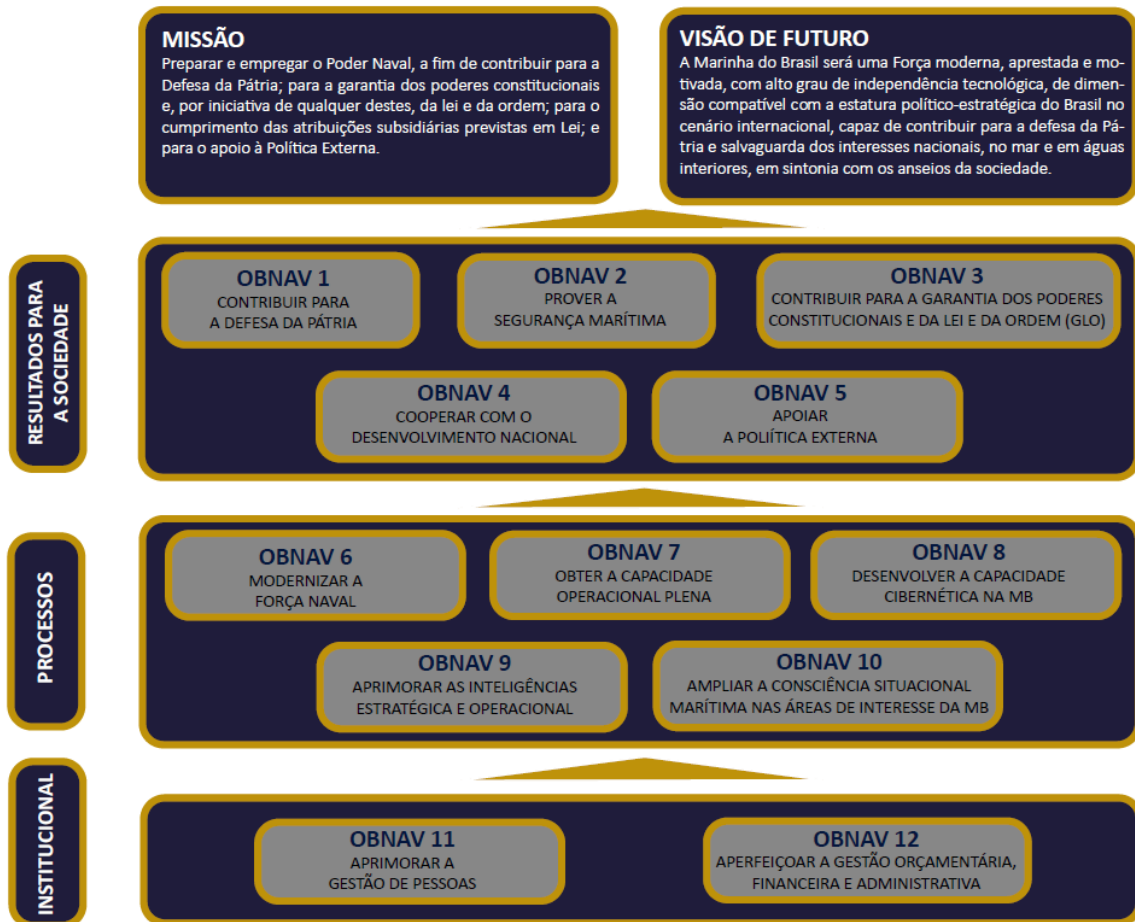 MISSÃO
Preparar e empregar o Poder Naval, a fim de contribuir para a
Defesa da Pátria; para a garantia dos poderes constitucionais
e, por iniciativa de qualquer destes, da lei e da ordem; para o
cumprimento das atribuições subsidiárias previstas em Lei; e
para o apoio à Política Externa.
VISÃO DE FUTURO
A Marinha do Brasil será uma Força moderna, aprestada e mo-
tivada, com alto grau de independência tecnológica, de dimen-
são compatível com a estatura político-estratégica do Brasil no
cenário internacional, capaz de contribuir para a defesa da Pá-
tria e salvaguarda dos interesses nacionais, no mar e em águas
interiores, em sintonia com os anseios da sociedade.
RESULTADOS PARA
A SOCIEDADE
OBNAV 1
CONTRIBUIR PARA
A DEFESA DA PÁTRIA
OBNAV 2
PROVER A
SEGURANÇA MARÍTIMA
OBNAV 3
CONTRIBUIR PARA A GARANTIA DOS PODERES
CONSTITUCIONAIS E DA LEI E DA ORDEM (GLO)
OBNAV 4
COOPERAR COM O
DESENVOLVIMENTO NACIONAL
OBNAV 5
APOIAR
A POLIÍTICA EXTERNA
PROCESSOS
OBNAV 6
MODERNIZAR A
FORÇA NAVAL
OBNAV 7
OBTER A CAPACIDADE
OPERACIONAL PLENA
OBNAV 8
DESENVOLVER A CAPACIDADE
CIBERNÉTICA NA MB
OBNAV 9
APRIMORAR AS INTELIGÊNCIAS
ESTRATÉGICA E OPERACIONAL
OBNAV 10
AMPLIAR A CONSCIÊNCIA SITUACIONAL
MARÍTIMA NAS ÁREAS DE INTERESSE DA MB
INSTITUCIONAL
OBNAV 11
APRIMORAR A
GESTÃO DE PESSOAS
OBNAV 12
APERFEIÇOAR A GESTÃO ORÇAMENTÁRIA,
FINANCEIRA E ADMINISTRATIVA